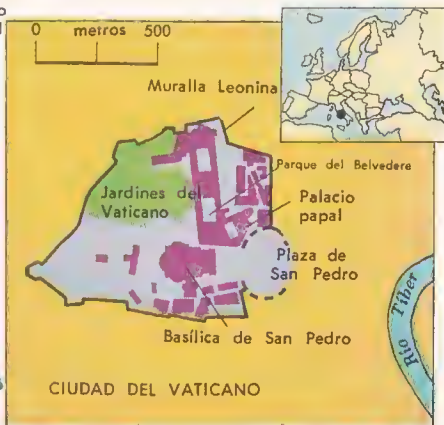 0 metros 500
Muralla Leonina
Parque del Belvedere
Jardines del
Vaticano
Palacio
papal
Plaza de
San Pedro
Basílica de San Pedro
Río Tíber
CIUDAD DEL VATICANO